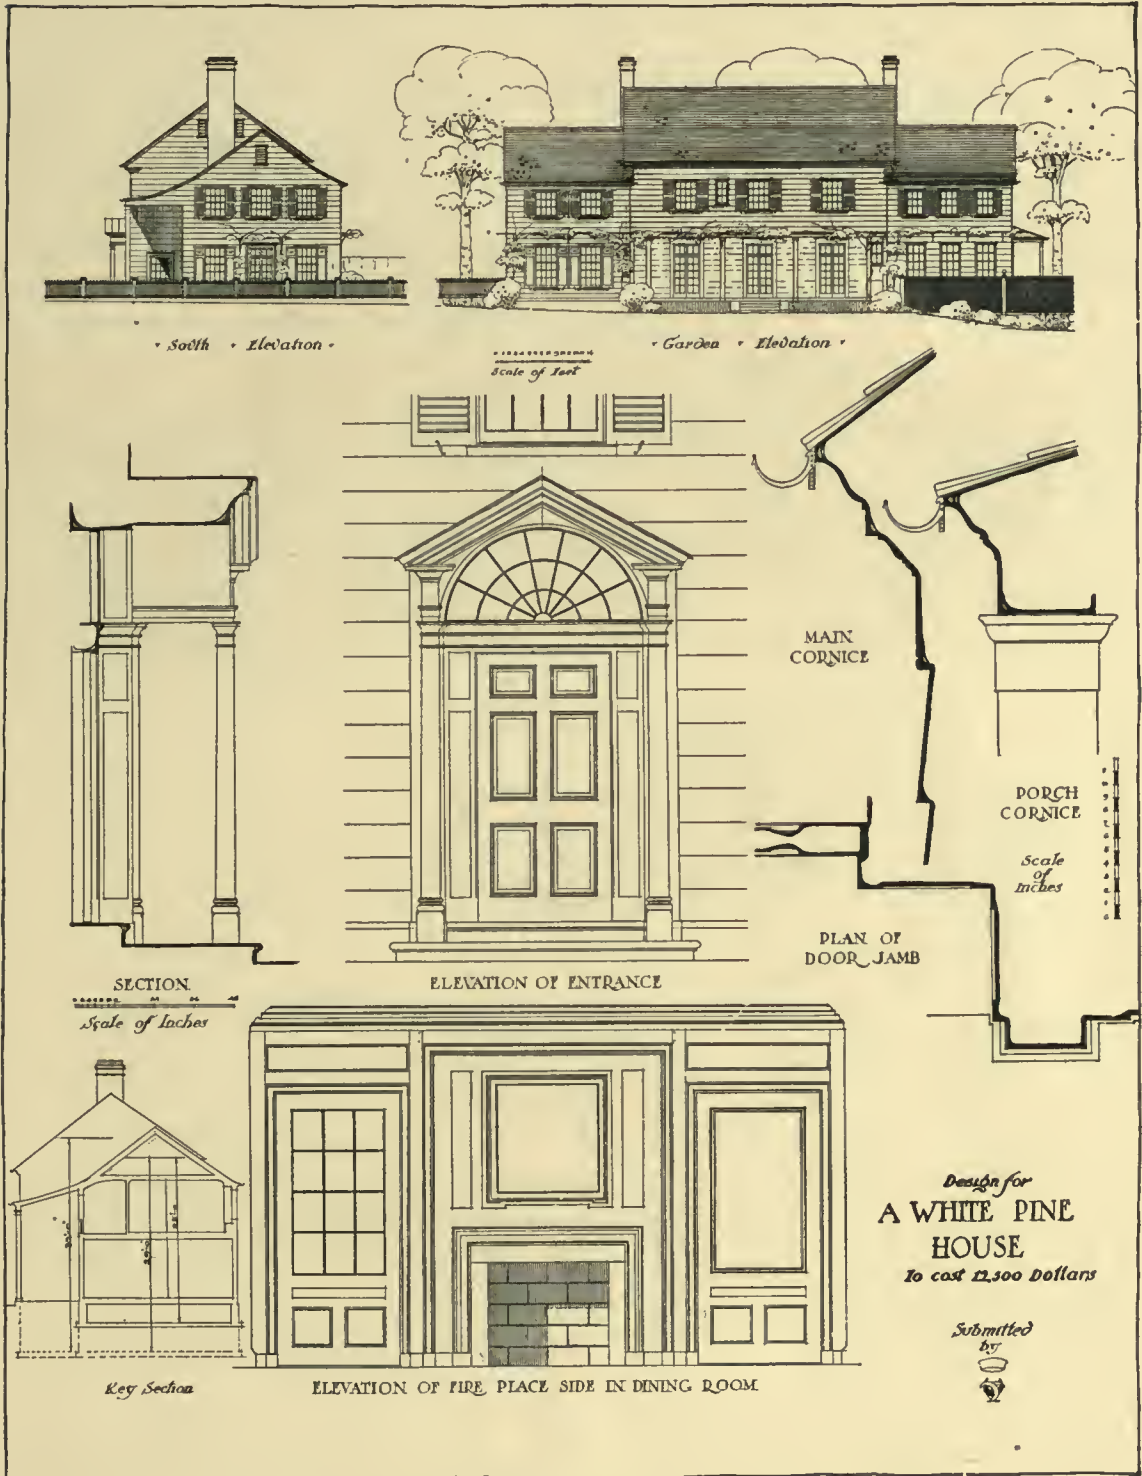 South Elevation
Garden Elevation
Scale of Feet
MAIN
CORNICE
PORCH
CORNICE
Scale
of
Inches
PLAN OF
DOOR JAMB
SECTION.
ELEVATION OF ENTRANCE
Scale of Inches
Design for
A WHITE PINE
HOUSE
To cost 12,500 Dollars
Submitted
by
Key Section
ELEVATION OF FIRE PLACE SIDE IN DINING ROOM